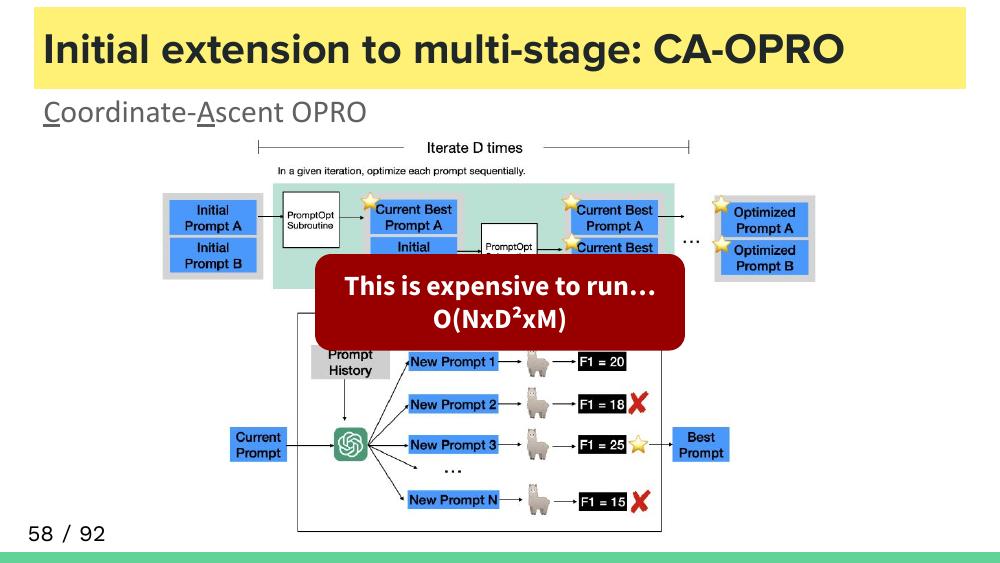 Initial extension to multi-stage: CA-OPRO
Coordinate-Ascent OPRO
Iterate D times
In a given iteration, optimize each prompt sequentially.
Initial
Prompt A
Initial
Prompt B
PromptOpt
Subroutine
Current Best
Prompt A
Initial
PromptOpt
Current Best
Prompt A
Current Best
...
Optimized
Prompt A
Optimized
Prompt B
This is expensive to run...
O(NxD²xM)
Prompt
History
Current
Prompt
New Prompt 1
F1 = 20
New Prompt 2
F1 = 18
New Prompt 3
F1 = 25
...
New Prompt N
F1 = 15
Best
Prompt
58 / 92